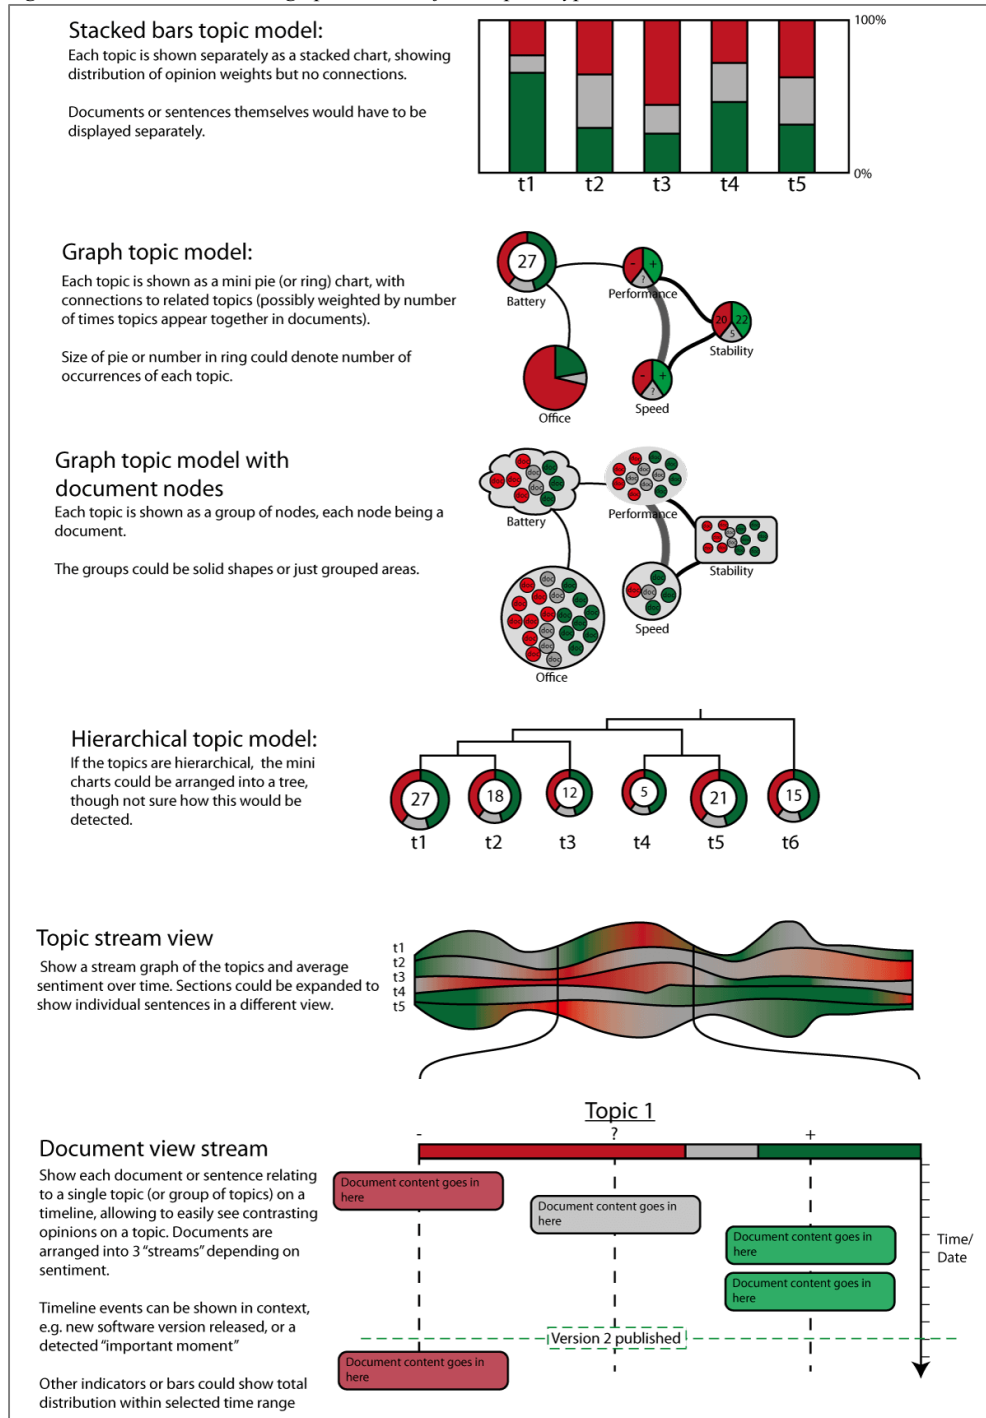 Stacked bars topic model:
Each topic is shown separately as a stacked chart, showing
distribution of opinion weights but no connections.
Documents or sentences themselves would have to be
displayed separately.
100%
0%
t1 t2 t3 t4 t5
Graph topic model:
Each topic is shown as a mini pie (or ring) chart, with
connections to related topics (possibly weighted by number
of times topics appear together in documents).
Size of pie or number in ring could denote number of
occurrences of each topic.
27
Battery
- + ?
Performance
20 22 5
Stability
- + ?
Speed
Office
Graph topic model with
document nodes
Each topic is shown as a group of nodes, each node being a
document.
The groups could be solid shapes or just grouped areas.
Battery
Performance
Stability
Speed
Office
Hierarchical topic model:
If the topics are hierarchical, the mini
charts could be arranged into a tree,
though not sure how this would be
detected.
27 18 12 5 21 15
t1 t2 t3 t4 t5 t6
Topic stream view
Show a stream graph of the topics and average
sentiment over time. Sections could be expanded to
show individual sentences in a different view.
t1
t2
t3
t4
t5
Document view stream
Show each document or sentence relating
to a single topic (or group of topics) on a
timeline, allowing to easily see contrasting
opinions on a topic. Documents are
arranged into 3 "streams" depending on
sentiment.
Timeline events can be shown in context,
e.g. new software version released, or a
detected "important moment"
Other indicators or bars could show total
distribution within selected time range
Topic 1
- ? +
Document content goes in
here
Document content goes in
here
Document content goes in
here
Document content goes in
here
Time/
Date
Version 2 published
Document content goes in
here